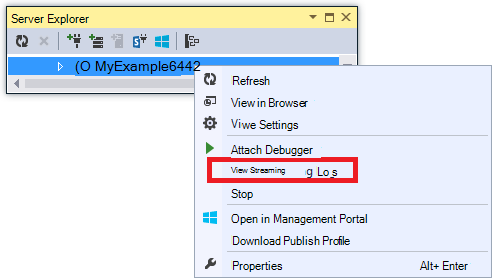 Server Explorer
(O MyExample6442
Refresh
View in Browser
Viwe Settings
Attach Debugger
View Streaming g Los
Stop
Open in Management Portal
Download Publish Profile
Properties Alt+ Enter